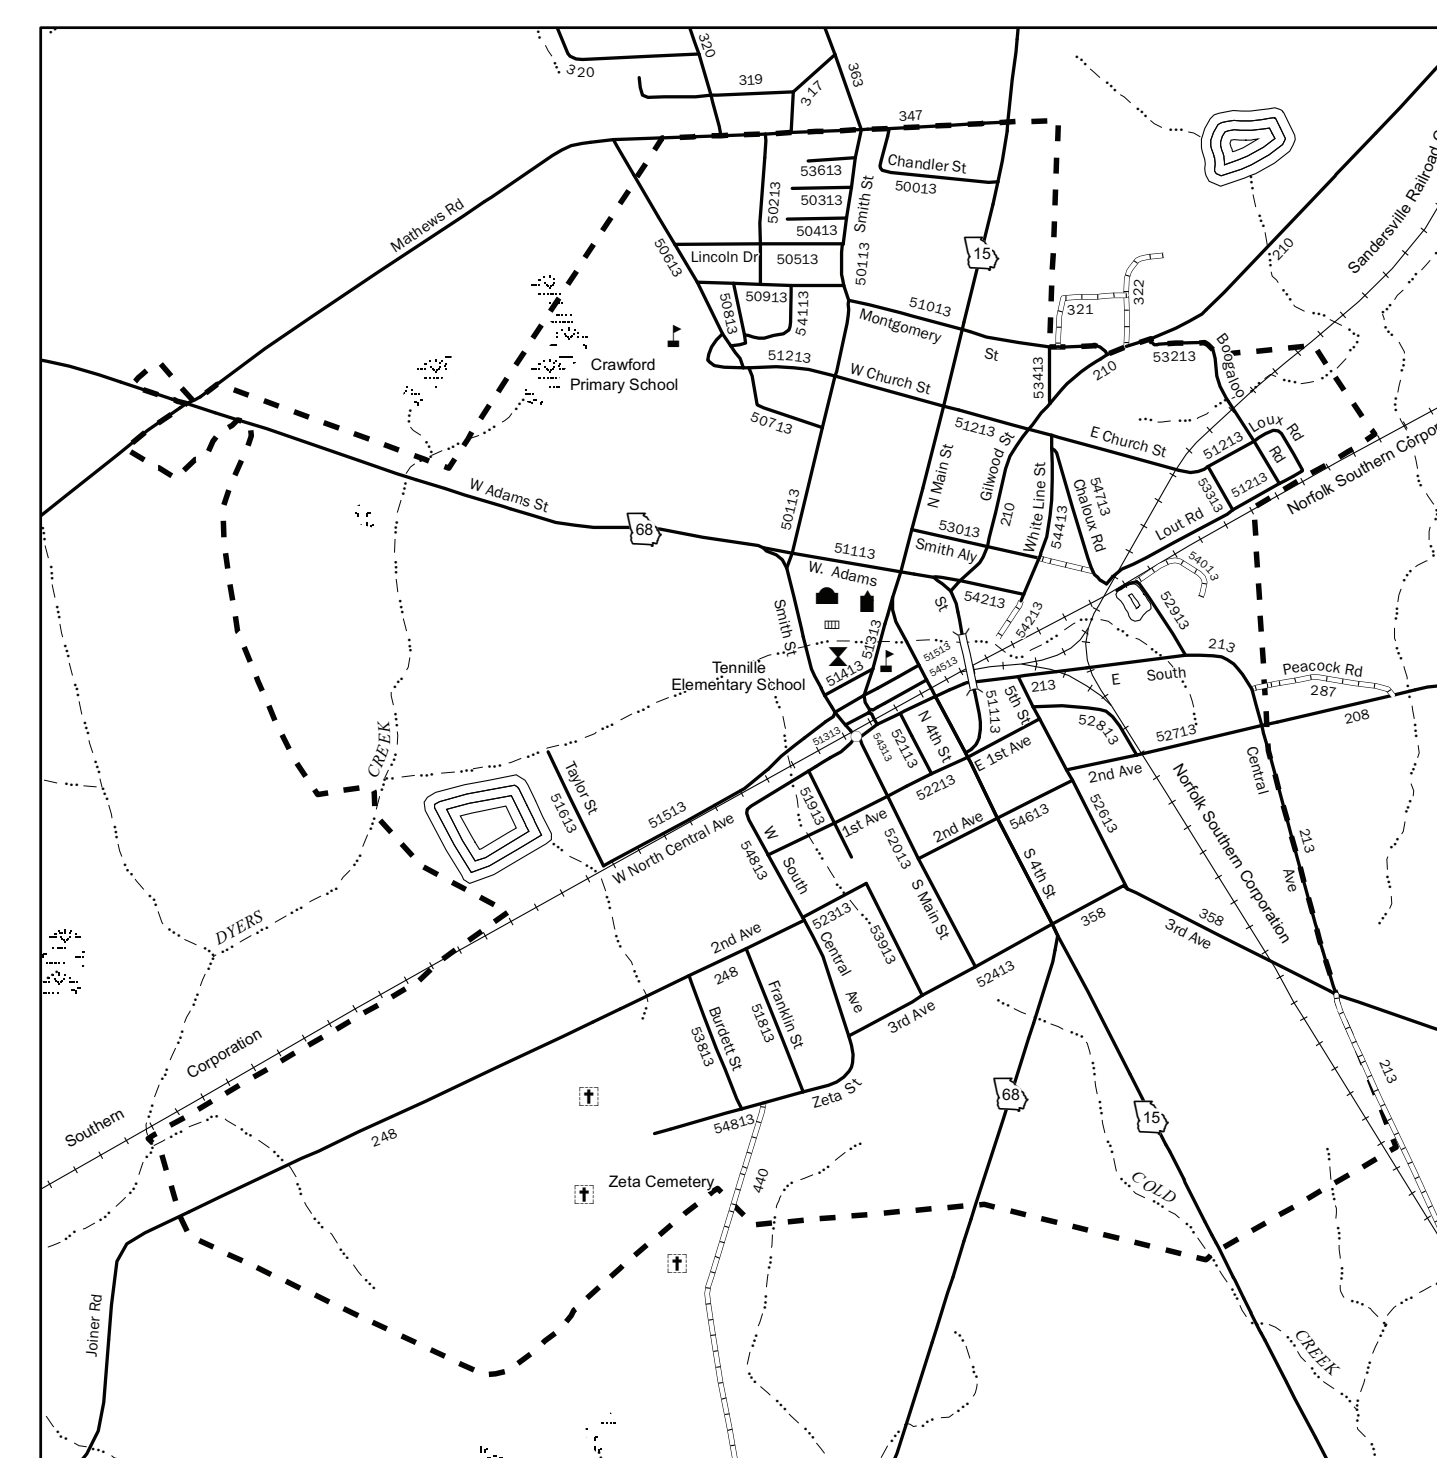 320
320
319
317
363
347
Chandler St
50013
53613
50313
50413
50213
Smith St
50113
Mathews Rd
50613
Lincoln Dr
50513
15
210
Sandersville Railroad
322
321
50913
50813
54113
51013
Montgomery
St
53213
Boogaloo
Crawford
Primary School
51213
W Church St
53413
210
50713
51213
E Church St
51213
Loux Rd
Rd
N Main St
Gilwood St
W Adams St
68
50113
53013
210
White Line St
54413
54713
Chaloux Rd
53313
51213
Lout Rd
Norfolk Southern Corpor
51113
W. Adams
Smith Aly
St
54213
54213
54013
52913
Smith St
51313
51513
54513
51413
Tennille
Elementary School
213
E
South
213
Peacock Rd
287
208
5th St
51113
52813
52713
CREEK
51313
54313
52113
N 4th St
E 1st Ave
2nd Ave
Central
Taylor St
51613
51513
W North Central Ave
51913
52213
1st Ave
2nd Ave
54613
52613
Norfolk Southern Corporation
213
Ave
W
South
54813
52013
S Main St
S 4th St
DYERS
52313
53913
2nd Ave
248
Central
Ave
358
358
3rd Ave
52413
3rd Ave
Franklin St
51813
Burdett St
53813
Corporation
Southern
248
Zeta St
54813
68
15
213
440
Zeta Cemetery
COLD
CREEK
Joiner Rd